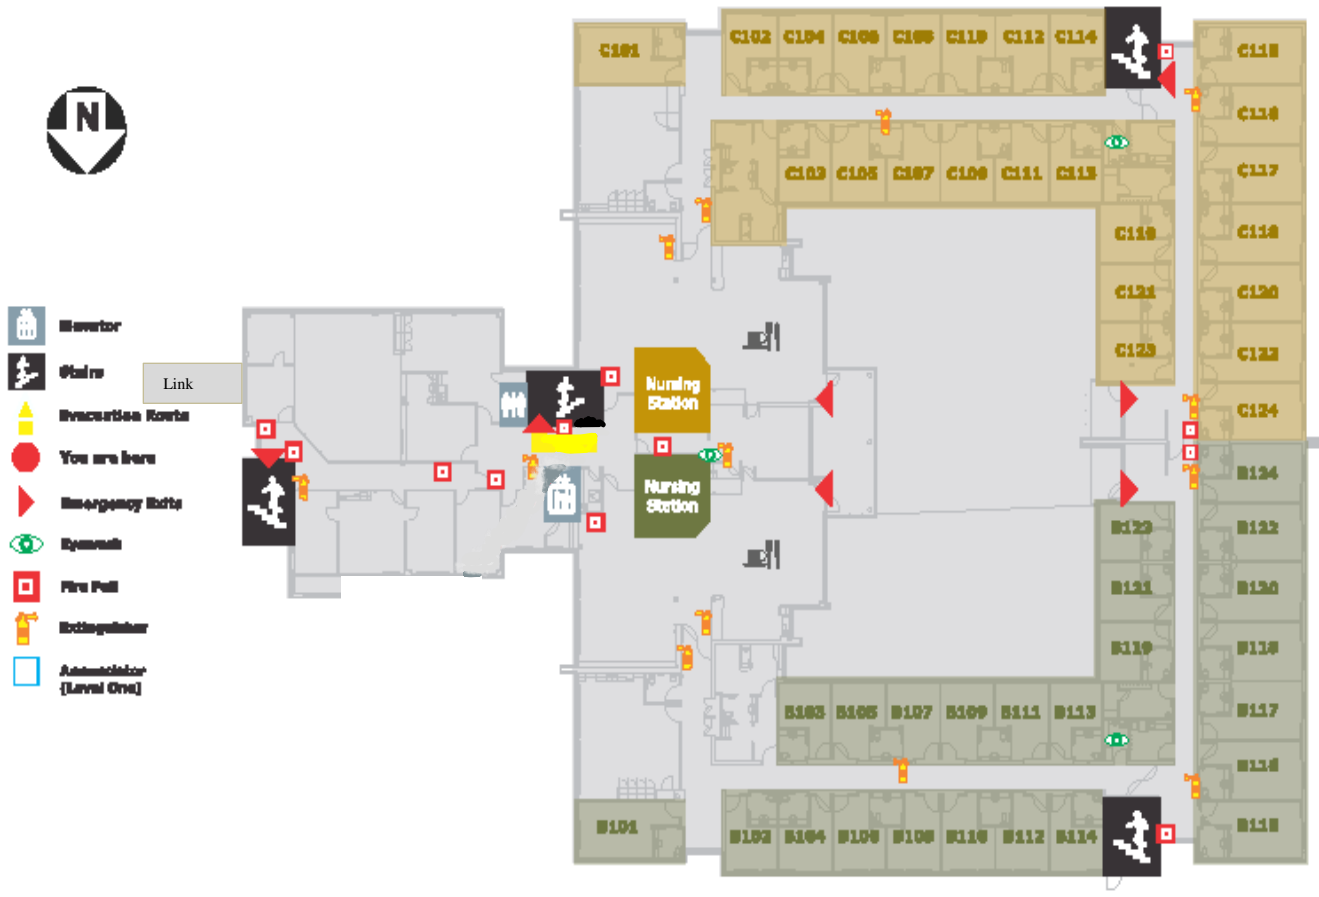 N
Elevator
Stairs
Link
Evacuation Route
You are here
Emergency Exits
Eyewash
Fire Pull
Extinguisher
Annunciator
(Level One)
C101
C102 C104 C106 C108 C110 C112 C114
C115
C116
C103 C105 C107 C109 C111 C113
C117
C119
C118
C121
C120
C123
C122
C124
Nursing
Station
Nursing
Station
B124
B123
B122
B121
B120
B119
B118
B103 B105 B107 B109 B111 B113
B117
B116
B101
B102 B104 B106 B108 B110 B112 B114
B115